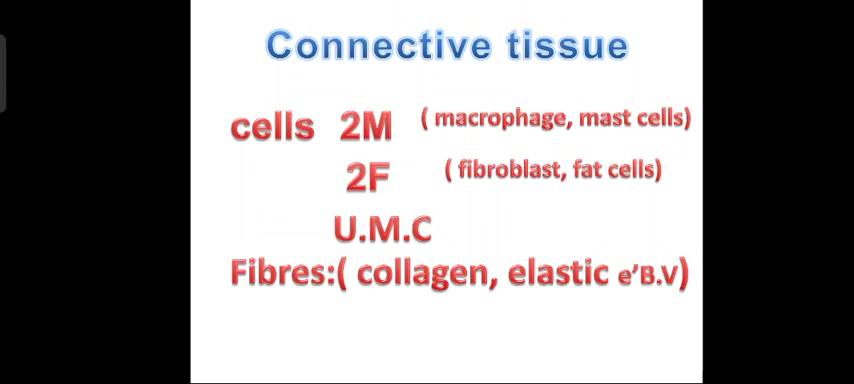 Connective tissue
cells 2M ( macrophage, mast cells)
2F ( fibroblast, fat cells)
U.M.C
Fibres:( collagen, elastic e’B.V)